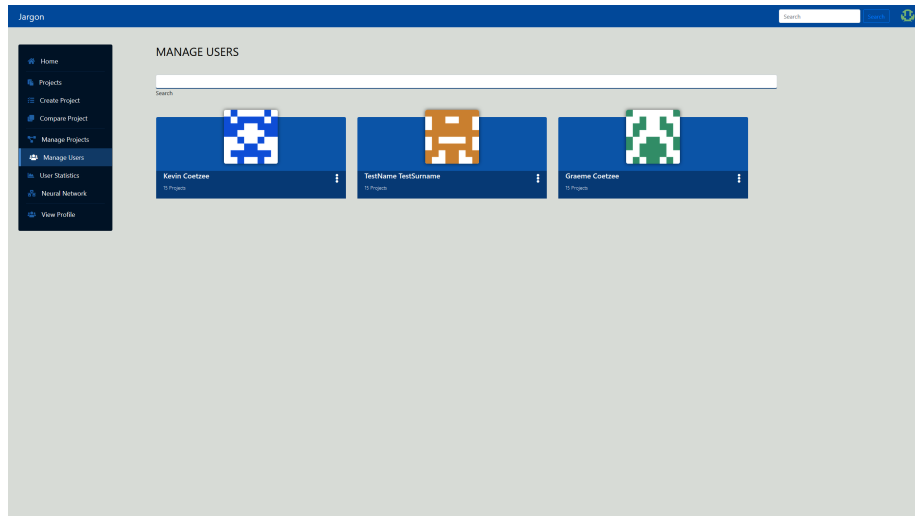 Jargon
Search
Search
Home
Projects
Create Project
Compare Project
Manage Projects
Manage Users
User Statistics
Neural Network
View Profile
MANAGE USERS
Search
Kevin Coetzee
15 Projects
TestName TestSurname
15 Projects
Graeme Coetzee
15 Projects